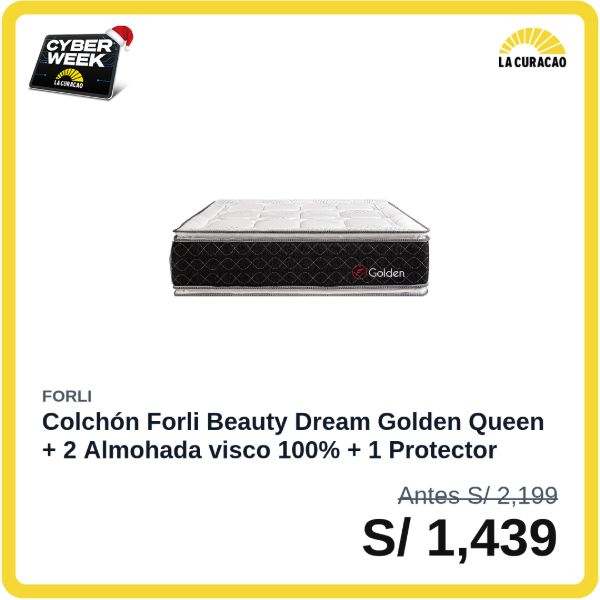 CYBER
WEEK
LA CURACAO
LA CURACAO
Golden
FORLI
Colchón Forli Beauty Dream Golden Queen
+ 2 Almohada visco 100% + 1 Protector
Antes S/ 2,199
S/ 1,439